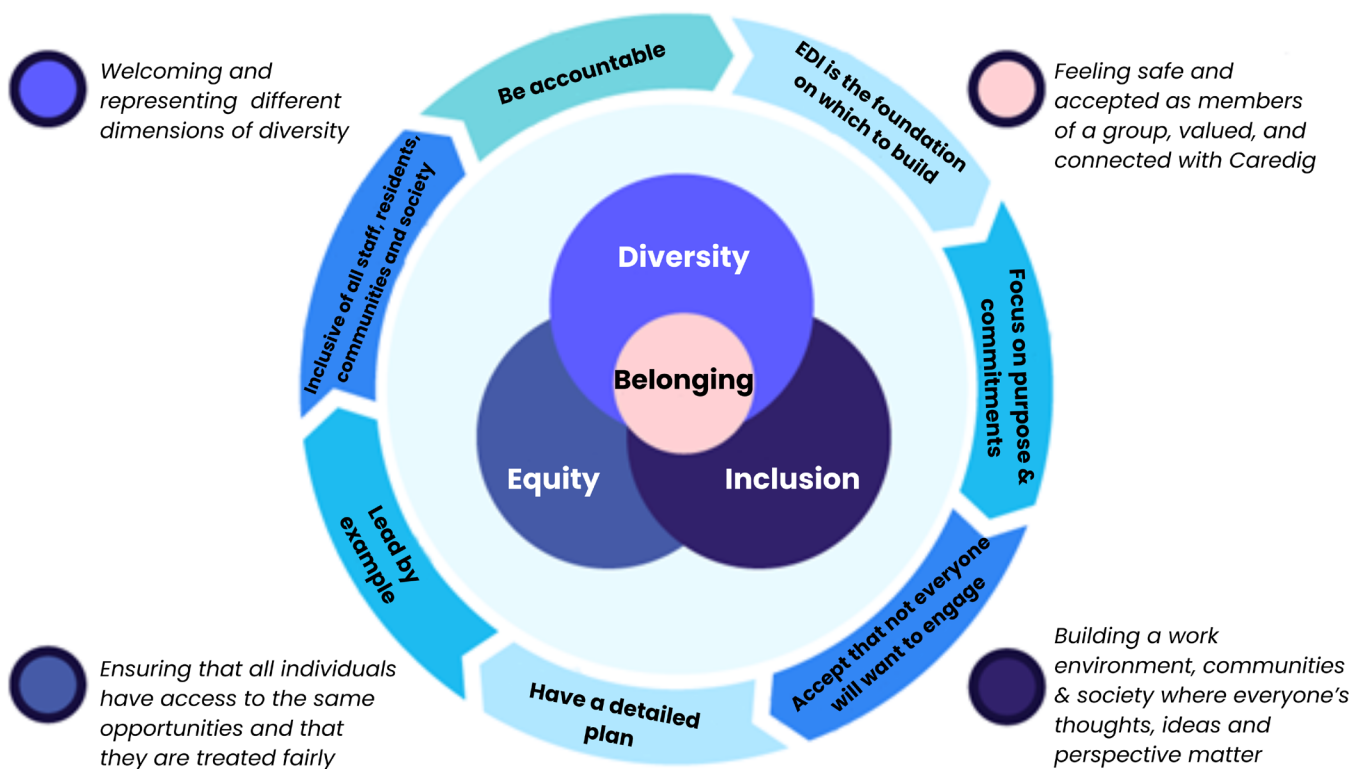 Welcoming and
representing different
dimensions of diversity
Feeling safe and
accepted as members
of a group, valued, and
connected with Caredig
Be accountable
EDI is the foundation
on which to build
Focus on purpose &
commitments
Accept that not everyone
will want to engage
Have a detailed
plan
Lead by
example
Inclusive of all staff, residents,
communities and society
Diversity
Belonging
Equity
Inclusion
Ensuring that all individuals
have access to the same
opportunities and that
they are treated fairly
Building a work
environment, communities
& society where everyone’s
thoughts, ideas and
perspective matter